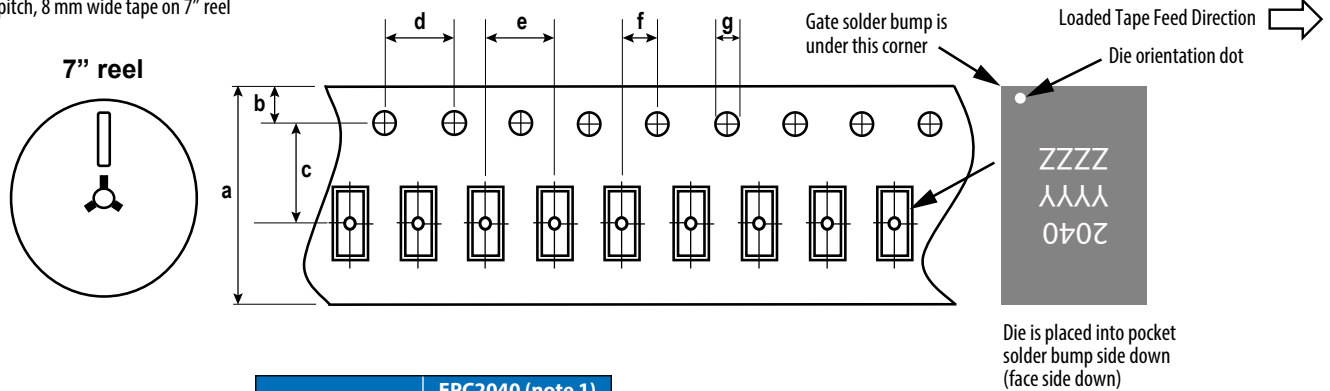 pitch, 8 mm wide tape on 7” reel
7” reel
a
b
c
d
e
f
g
Gate solder bump is
under this corner
Loaded Tape Feed Direction
Die orientation dot
ZZZZ
YYYY
2040
Die is placed into pocket
solder bump side down
(face side down)
EPC2040 (note 1)